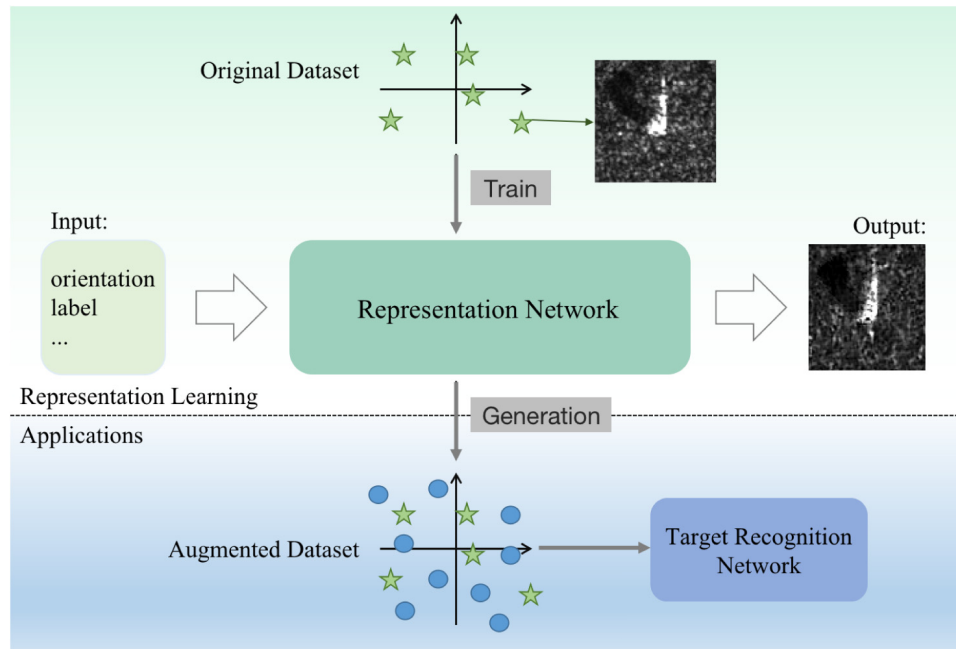 Original Dataset
Train
Input:
Output:
orientation
label
...
Representation Network
Representation Learning
Generation
Applications
Augmented Dataset
Target Recognition
Network